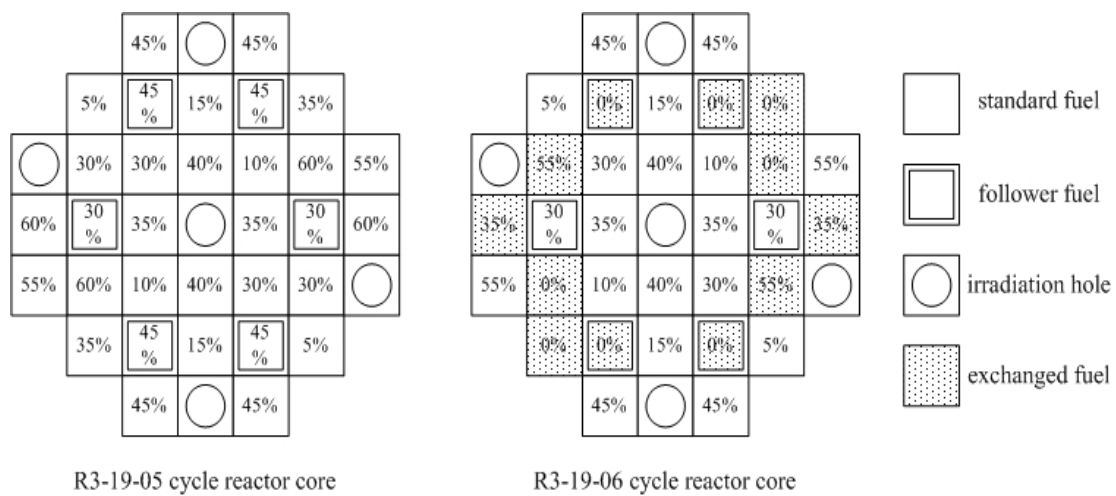 45% 45%
5% 45 % 15% 45 % 35%
30% 30% 40% 10% 60% 55%
60% 30 % 35% 35% 30 % 60%
55% 60% 10% 40% 30% 30%
35% 45 % 15% 45 % 5%
45% 45%
R3-19-05 cycle reactor core
45% 45%
5% 0% 15% 0% 0%
55% 30% 40% 10% 0% 55%
35% 30 % 35% 35% 30 % 35%
55% 0% 10% 40% 30% 55%
0% 0% 15% 0% 5%
45% 45%
R3-19-06 cycle reactor core
standard fuel
follower fuel
irradiation hole
exchanged fuel